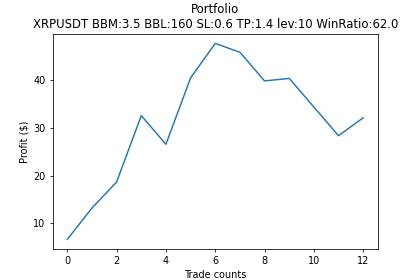 Portfolio
XRPUSDT BBM:3.5 BBL:160 SL:0.6 TP:1.4 lev:10 WinRatio:62.0
40
30
20
10
Profit ($)
0 2 4 6 8 10 12
Trade counts